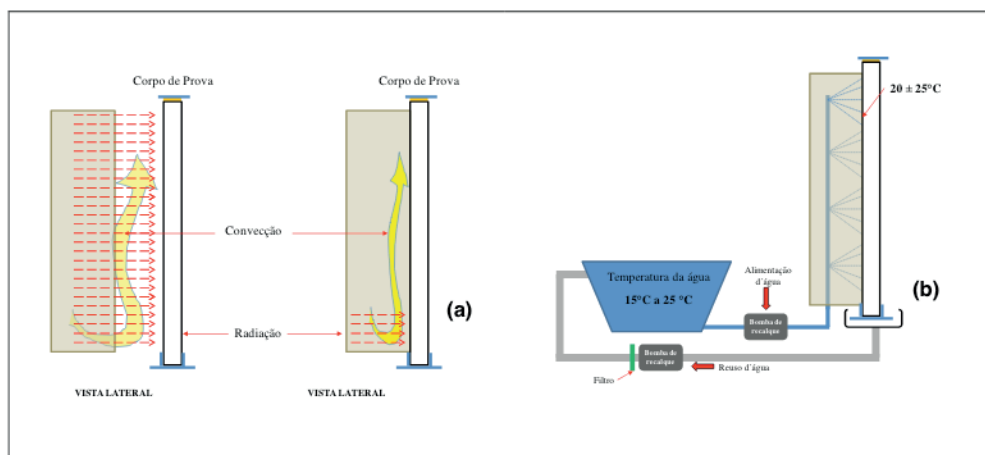 Corpo de Prova
Corpo de Prova
Convecção
Radiação
(a)
VISTA LATERAL
VISTA LATERAL
20 ± 25°C
Temperatura da água
15°C a 25 °C
Alimentação
d'água
Bomba de
recalque
(b)
Bomba de
recalque
Reuso d'água
Filtro